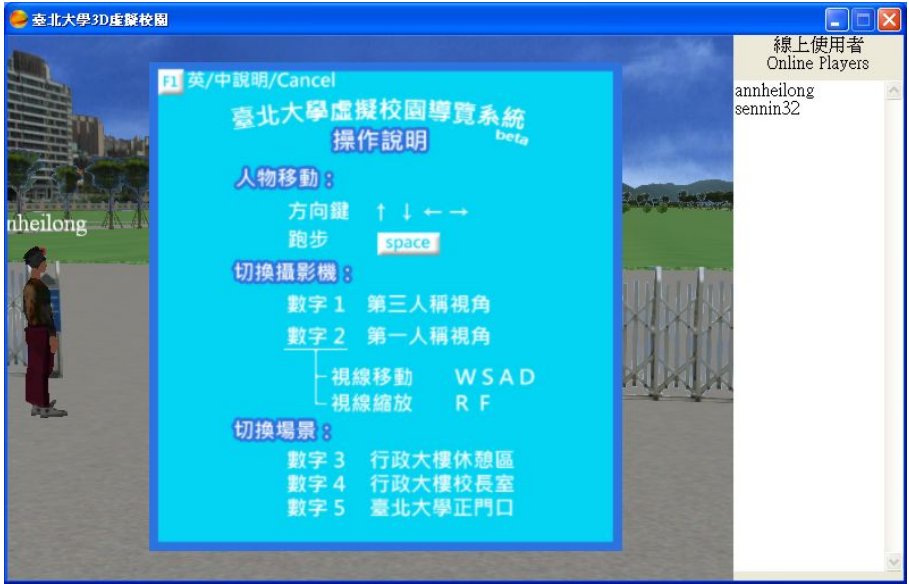 臺北大學3D虛擬校園
線上使用者
Online Players
annheilong
sennin32
nheilong
F1 英/中說明/Cancel
臺北大學虛擬校園導覽系統
beta
操作說明
人物移動：
方向鍵 ↑ ↓ ← →
跑步 space
切換攝影機：
數字 1 第三人稱視角
數字 2 第一人稱視角
視線移動 W S A D
視線縮放 R F
切換場景：
數字 3 行政大樓休憩區
數字 4 行政大樓校長室
數字 5 臺北大學正門口